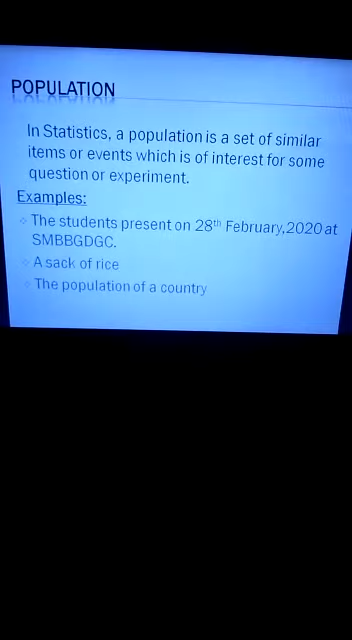 POPULATION
In Statistics, a population is a set of similar
items or events which is of interest for some
question or experiment.
Examples:
The students present on 28th February,2020 at
SMBBGDGC.
A sack of rice
The population of a country